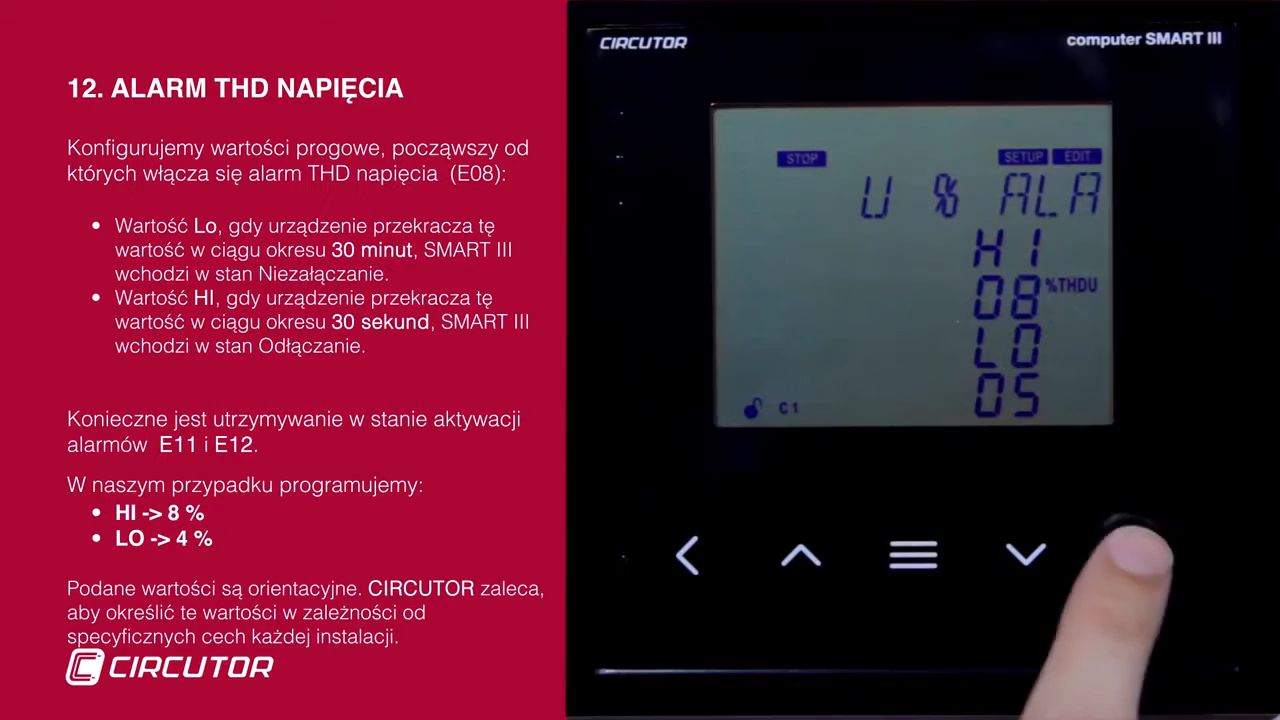 12. ALARM THD NAPIĘCIA
Konfigurujemy wartości progowe, począwszy od
których włącza się alarm THD napięcia (E08):
• Wartość Lo, gdy urządzenie przekracza tę
wartość w ciągu okresu 30 minut, SMART III
wchodzi w stan Niezałączanie.
• Wartość HI, gdy urządzenie przekracza tę
wartość w ciągu okresu 30 sekund, SMART III
wchodzi w stan Odłączanie.
Konieczne jest utrzymywanie w stanie aktywacji
alarmów E11 i E12.
W naszym przypadku programujemy:
• HI -> 8 %
• LO -> 4 %
Podane wartości są orientacyjne. CIRCUTOR zaleca,
aby określić te wartości w zależności od
specyficznych cech każdej instalacji.
CIRCUTOR
CIRCUTOR computer SMART III
STOP SETUP EDIT
U % ALA
HI
08 %THDU
LO
05
C1